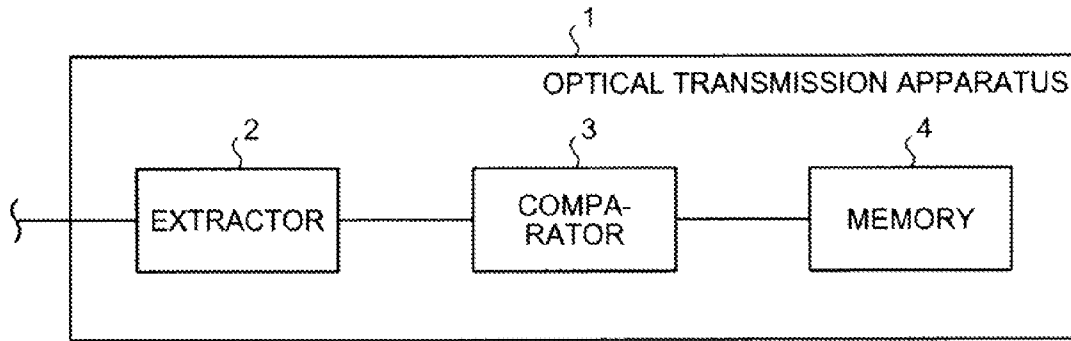 1
OPTICAL TRANSMISSION APPARATUS
2
3
4
EXTRACTOR
COMPA-
RATOR
MEMORY